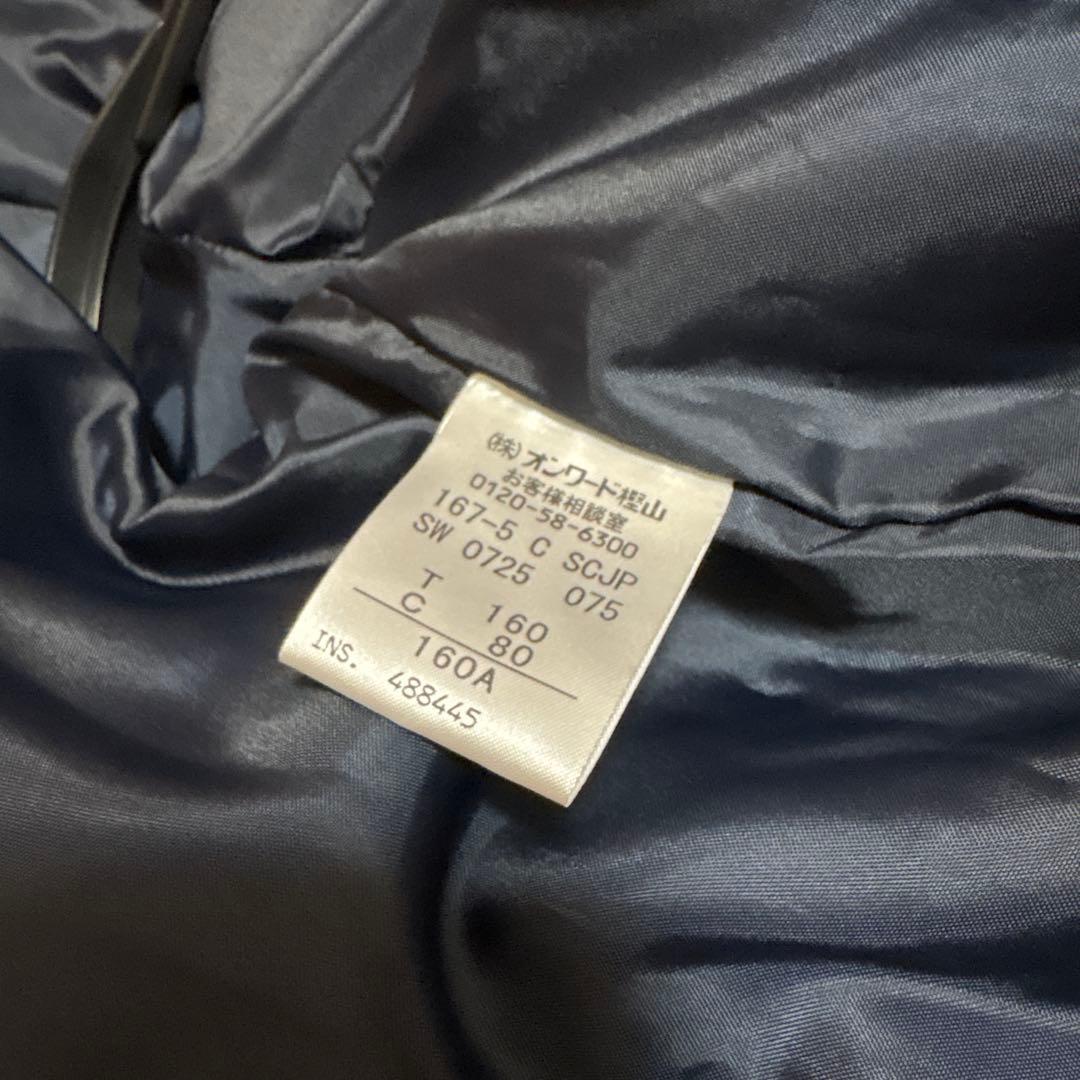 (株)オンワード樫山
お客様相談室
0120-58-6300
167-5 C SCJP
SW 0725 075
T 160
C 80
160A
INS. 488445